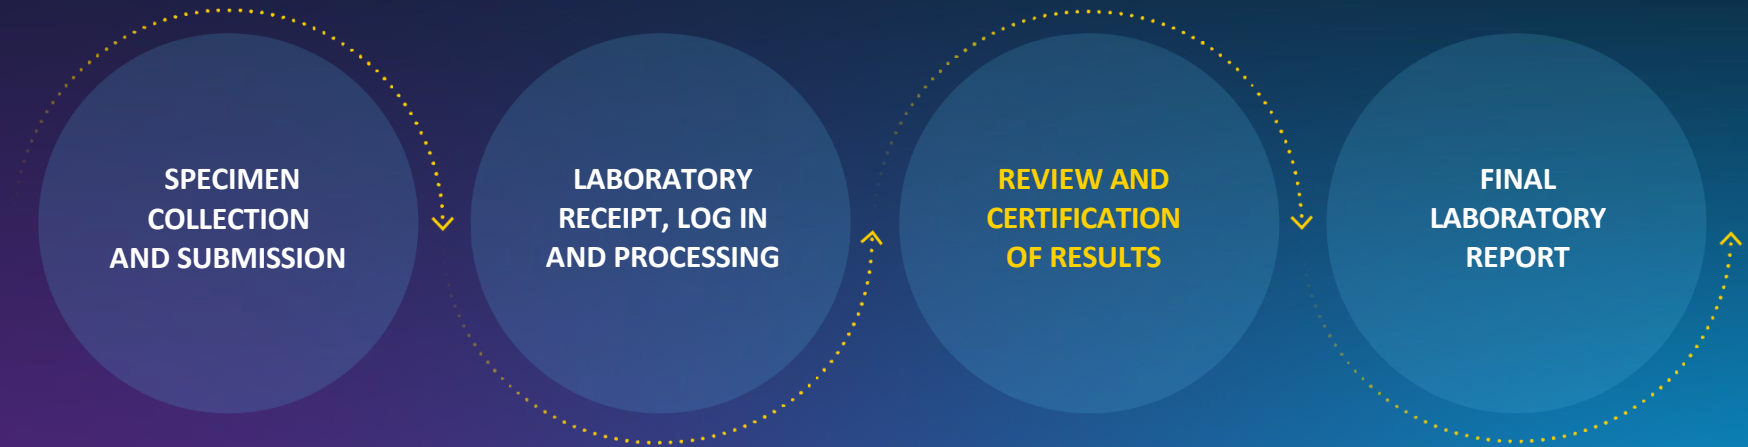 SPECIMEN
COLLECTION
AND SUBMISSION
LABORATORY
RECEIPT, LOG IN
AND PROCESSING
REVIEW AND
CERTIFICATION
OF RESULTS
FINAL
LABORATORY
REPORT